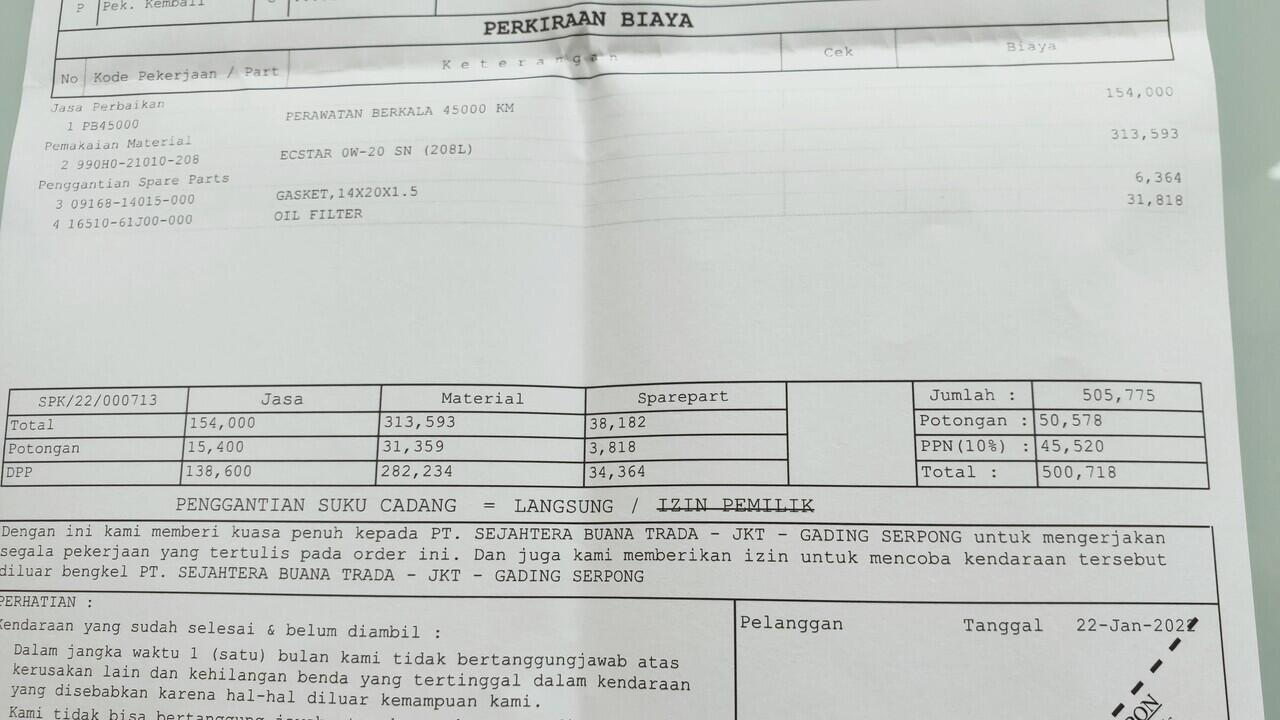 P Pek. Kembali
PERKIRAAN BIAYA
No Kode Pekerjaan / Part Keterangan Cek Biaya
Jasa Perbaikan
1 PB45000 PERAWATAN BERKALA 45000 KM 154,000
Pemakaian Material
2 990H0-21010-208 ECSTAR 0W-20 SN (208L) 313,593
Penggantian Spare Parts
3 09168-14015-000 GASKET,14X20X1.5 6,364
4 16510-61J00-000 OIL FILTER 31,818
SPK/22/000713 Jasa Material Sparepart Jumlah : 505,775
Total 154,000 313,593 38,182 Potongan : 50,578
Potongan 15,400 31,359 3,818 PPN(10%) : 45,520
DPP 138,600 282,234 34,364 Total : 500,718
PENGGANTIAN SUKU CADANG = LANGSUNG / IZIN PEMILIK
Dengan ini kami memberi kuasa penuh kepada PT. SEJAHTERA BUANA TRADA - JKT - GADING SERPONG untuk mengerjakan
segala pekerjaan yang tertulis pada order ini. Dan juga kami memberikan izin untuk mencoba kendaraan tersebut
diluar bengkel PT. SEJAHTERA BUANA TRADA - JKT - GADING SERPONG
PERHATIAN :
Kendaraan yang sudah selesai & belum diambil :
Dalam jangka waktu 1 (satu) bulan kami tidak bertanggungjawab atas
kerusakan lain dan kehilangan benda yang tertinggal dalam kendaraan
yang disebabkan karena hal-hal diluar kemampuan kami.
Kami tidak bisa
Pelanggan Tanggal 22-Jan-2022